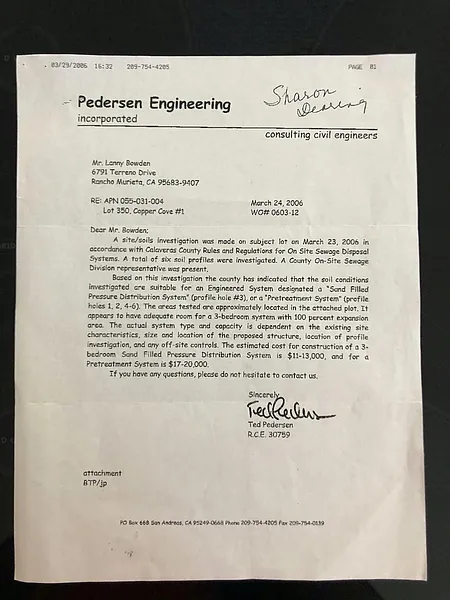 03/29/2006 16:32 209-754-4205 PAGE 01
Sharon
Pedersen Engineering
incorporated
consulting civil engineers
Mr. Lanny Bowden
6791 Terreno Drive
Rancho Murieta, CA 95683-9407
RE: APN 055-031-004 March 24, 2006
Lot 350, Copper Cove #1 WO# 0603-12
Dear Mr. Bowden;
A site/soils investigation was made on subject lot on March 23, 2006 in
accordance with Calaveras County Rules and Regulations for On Site Sewage Disposal
Systems. A total of six soil profiles were investigated. A County On-Site Sewage
Division representative was present.
Based on this investigation the county has indicated that the soil conditions
investigated are suitable for an Engineered System designated a "Sand Filled
Pressure Distribution System" (profile hole #3), or a "Pretreatment System" (profile
holes 1, 2, 4-6). The areas tested are approximately located in the attached plot. It
appears to have adequate room for a 3-bedroom system with 100 percent expansion
area. The actual system type and capacity is dependent on the existing site
characteristics, size and location of the proposed structure, location of profile
investigation, and any off-site controls. The estimated cost for construction of a 3-
bedroom Sand Filled Pressure Distribution System is $11-13,000, and for a
Pretreatment System is $17-20,000.
If you have any questions, please do not hesitate to contact us.
Sincerely
Ted Pedersen
Ted Pedersen
R.C.E. 30759
attachment
BTP/jp
PO Box 668 San Andreas, CA 95249-0668 Phone 209-754-4205 Fax 209-754-0139